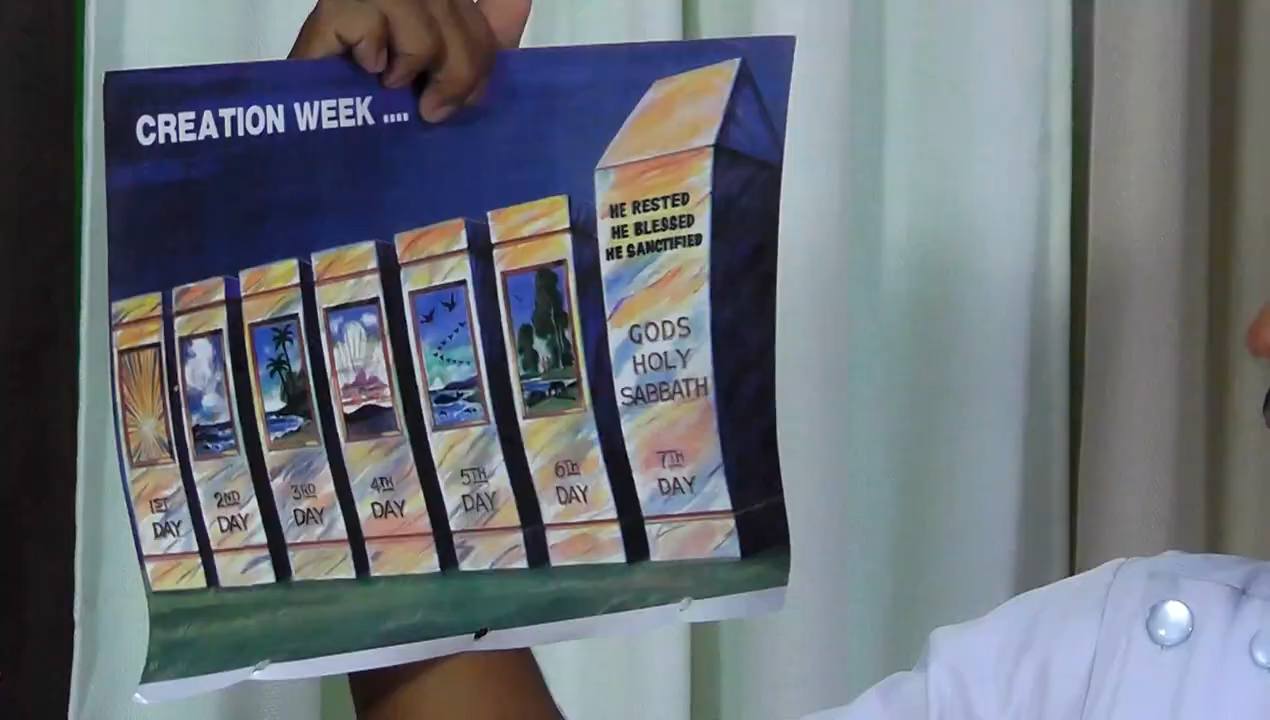 CREATION WEEK ....
HE RESTED
HE BLESSED
HE SANCTIFIED
GODS
HOLY
SABBATH
1ST
DAY
2ND
DAY
3RD
DAY
4TH
DAY
5TH
DAY
6TH
DAY
7TH
DAY